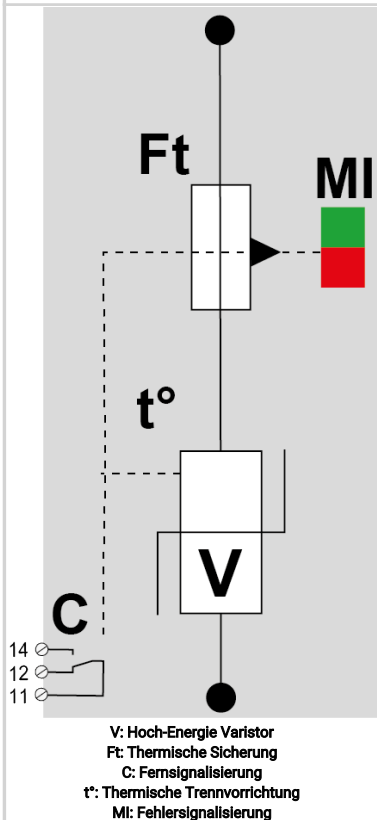 Ft
MI
t°
V
C
14
12
11
V: Hoch-Energie Varistor
Ft: Thermische Sicherung
C: Fernsignalisierung
t°: Thermische Trennvorrichtung
MI: Fehlersignalisierung